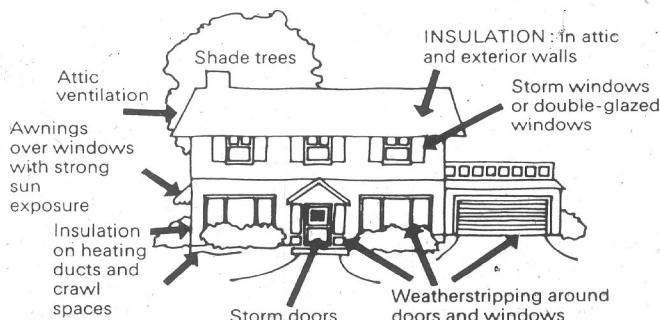 Shade trees
INSULATION: in attic
and exterior walls
Attic
ventilation
Storm windows
or double-glazed
windows
Awnings
over windows
with strong
sun
exposure
Insulation
on heating
ducts and
crawl
spaces
Storm doors
Weatherstripping around
doors and windows